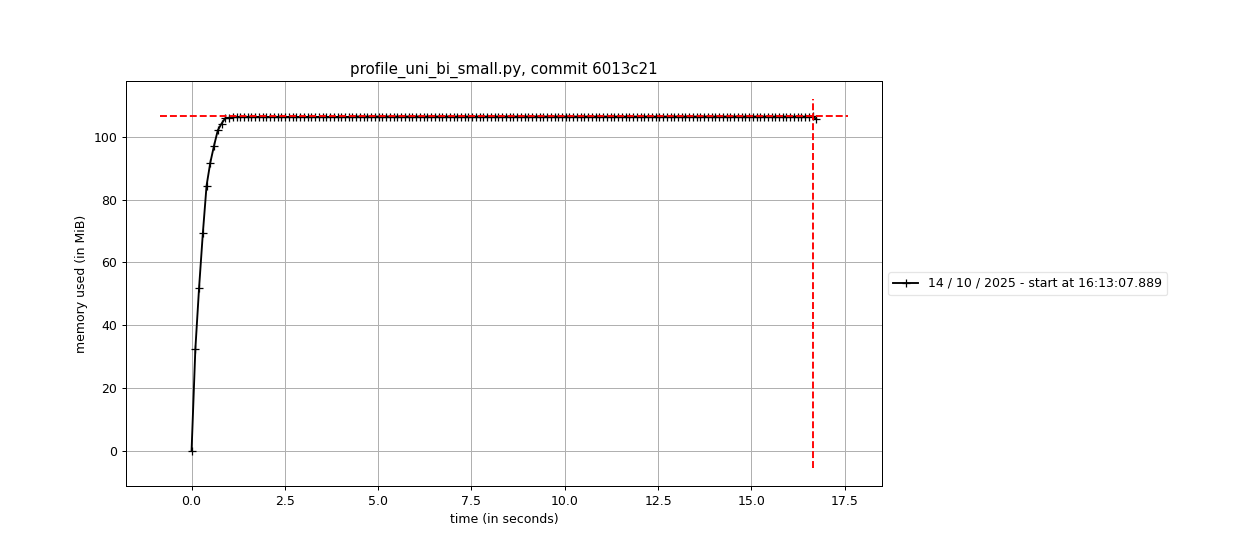 profile_uni_bi_small.py, commit 6013c21
memory used (in MiB)
100
80
60
40
20
0
0.0 2.5 5.0 7.5 10.0 12.5 15.0 17.5
time (in seconds)
14 / 10 / 2025 - start at 16:13:07.889